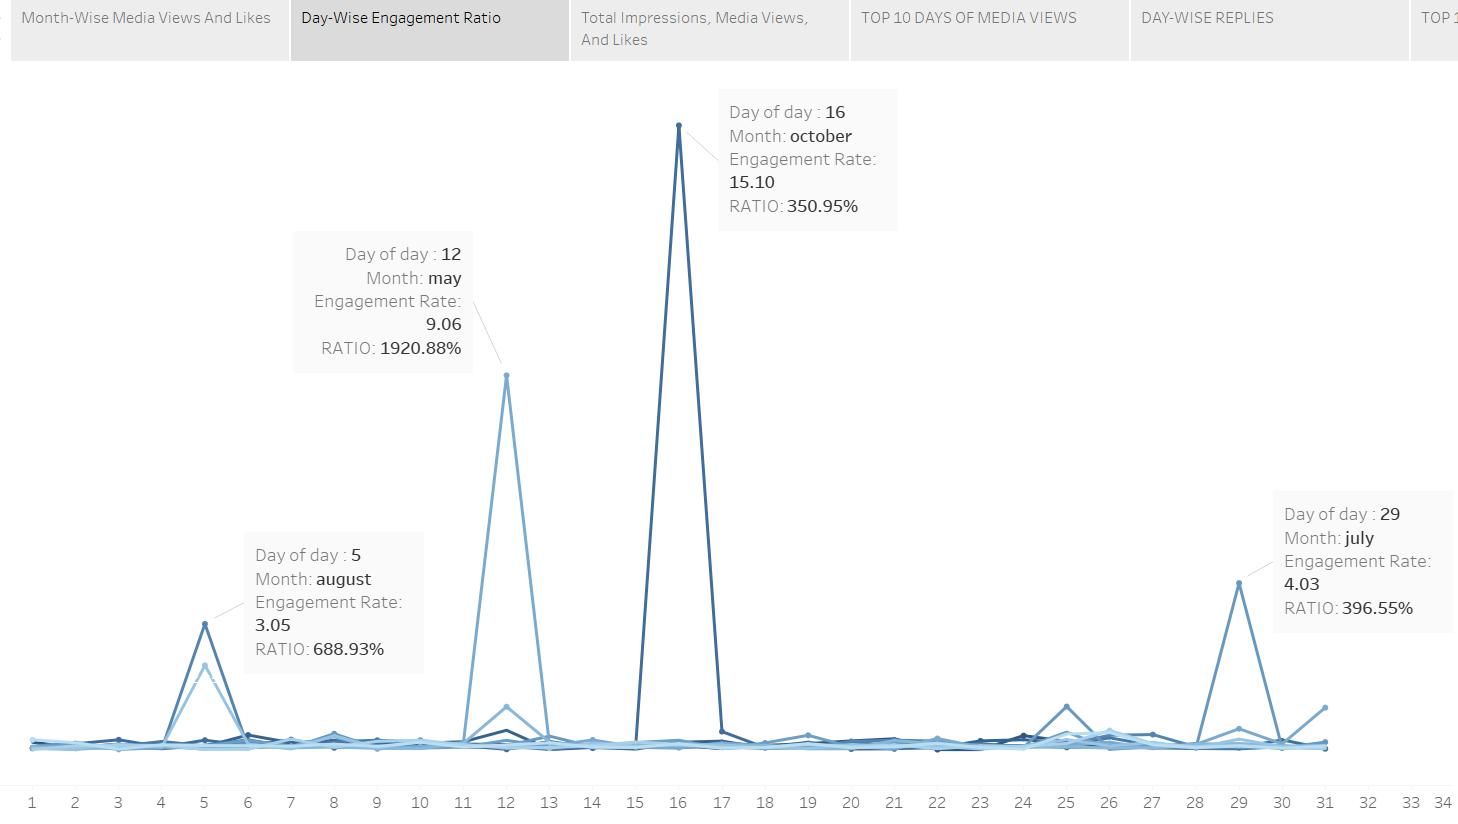 Month-Wise Media Views And Likes
Day-Wise Engagement Ratio
Total Impressions, Media Views,
And Likes
TOP 10 DAYS OF MEDIA VIEWS
DAY-WISE REPLIES
TOP 1
Day of day : 16
Month: october
Engagement Rate:
15.10
RATIO: 350.95%
Day of day : 12
Month: may
Engagement Rate:
9.06
RATIO: 1920.88%
Day of day : 29
Month: july
Engagement Rate:
4.03
RATIO: 396.55%
Day of day : 5
Month: august
Engagement Rate:
3.05
RATIO: 688.93%
1 2 3 4 5 6 7 8 9 10 11 12 13 14 15 16 17 18 19 20 21 22 23 24 25 26 27 28 29 30 31 32 33 34